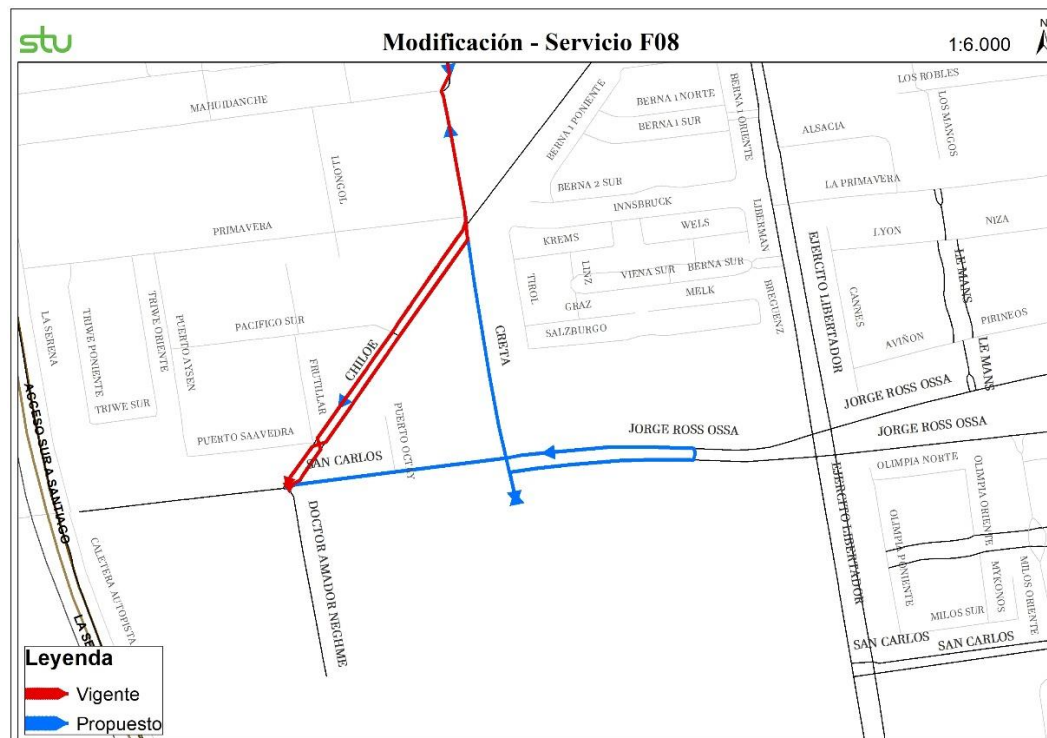 stu
Modificación - Servicio F08
1:6.000
N
MAHUIDANCHE
LLONGOL
PRIMAVERA
BERNA 1 PONIENTE
BERNA 1 NORTE
BERNA 1 SUR
BERNA 1 ORIENTE
BERNA 2 SUR
INNSBRUCK
KREMS
WELS
LIBERMAN
TIROL
LINZ
VIENA SUR
BERNA SUR
GRAZ
MELK
SALZBURGO
BREGUENZ
LOS ROBLES
LOS MANGOS
ALSACIA
LA PRIMAVERA
LYON
NIZA
EJERCITO LIBERTADOR
CANNES
LE MANS
PIRINEOS
AVIÑON
LE MANS
LA SERENA
TRIWE PONIENTE
TRIWE ORIENTE
PUERTO AYSEN
TRIWE SUR
PACIFICO SUR
FRUTILLAR
CHILOE
CRETA
PUERTO SAAVEDRA
PUERTO OCTAY
SAN CARLOS
JORGE ROSS OSSA
JORGE ROSS OSSA
JORGE ROSS OSSA
ACCESO SUR A SANTIAGO
CALETERA AUTOPISTA
LA SE
DOCTOR AMADOR NEGHME
EJERCITO LIBERTADOR
OLIMPIA NORTE
OLIMPIA ORIENTE
OLIMPIA PONIENTE
MYKONOS
MILOS ORIENTE
MILOS SUR
SAN CARLOS
SAN CARLOS
Leyenda
Vigente
Propuesto